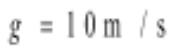 g = 10 m / s